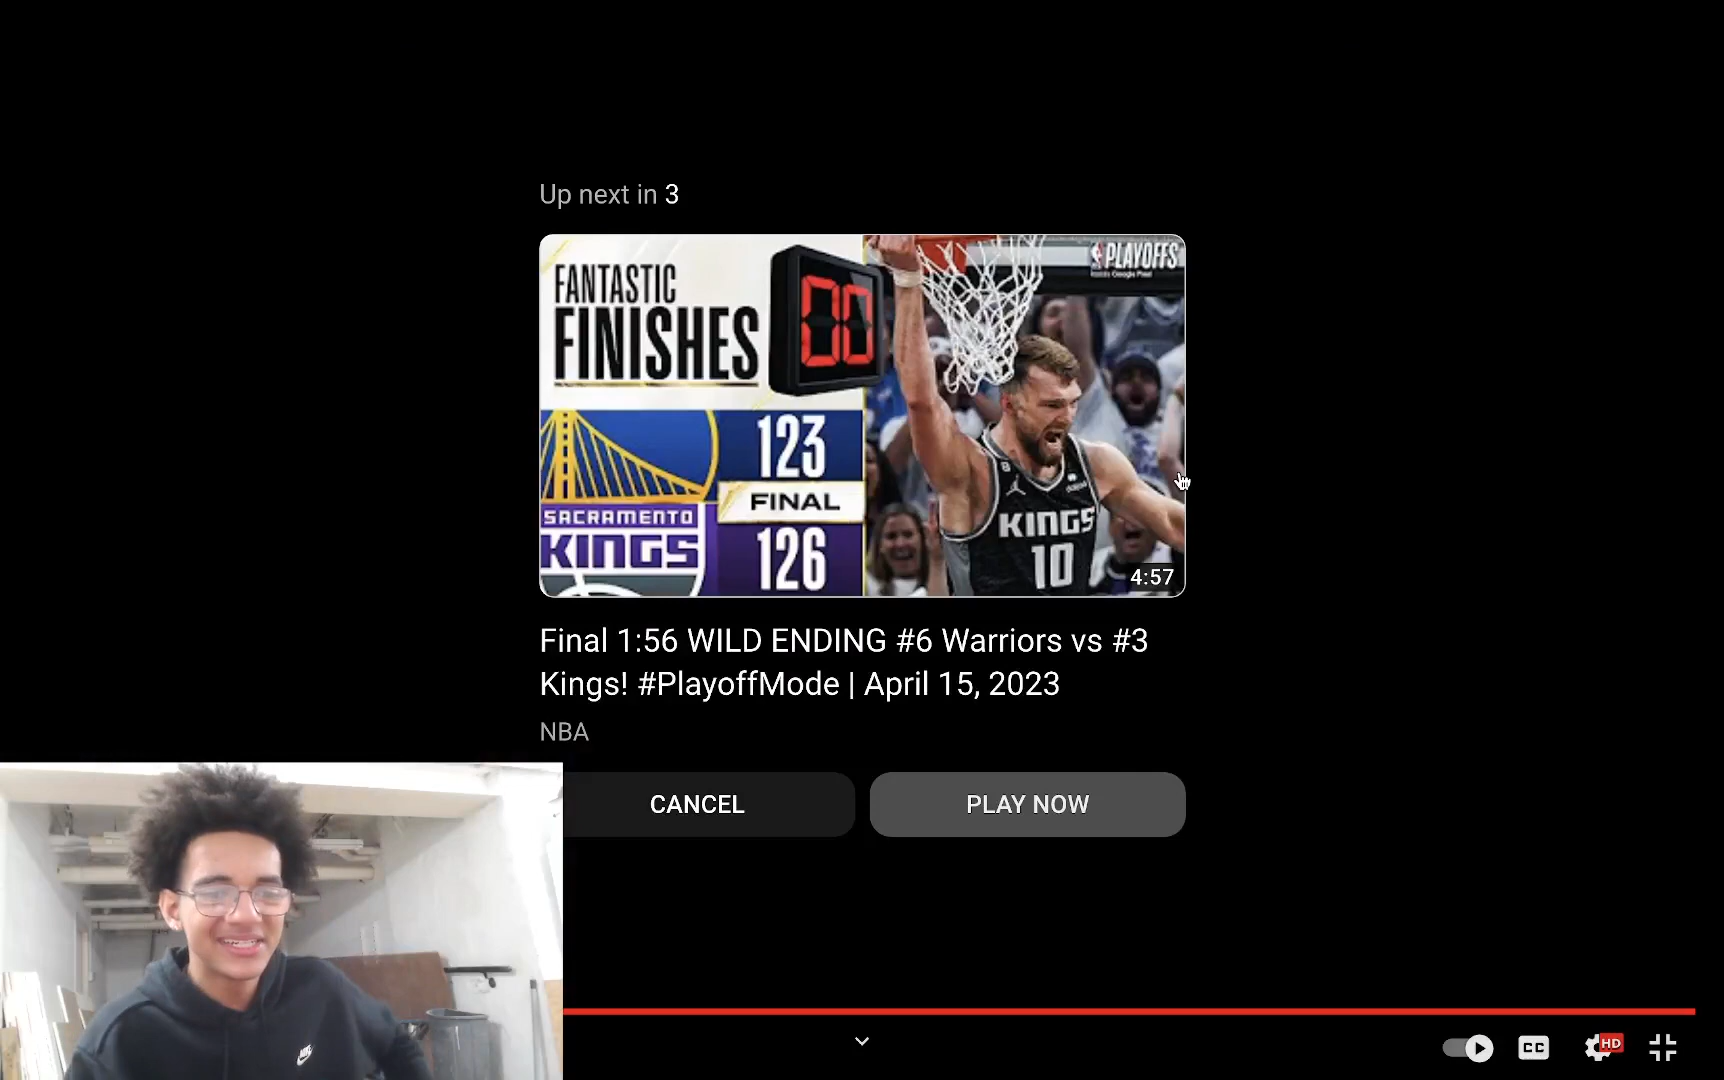 Up next in 3
FANTASTIC
FINISHES
00
PLAYOFFS
123
FINAL
SACRAMENTO
KINGS
126
KINGS
10
4:57
Final 1:56 WILD ENDING #6 Warriors vs #3
Kings! #PlayoffMode | April 15, 2023
NBA
CANCEL
PLAY NOW
CC
HD